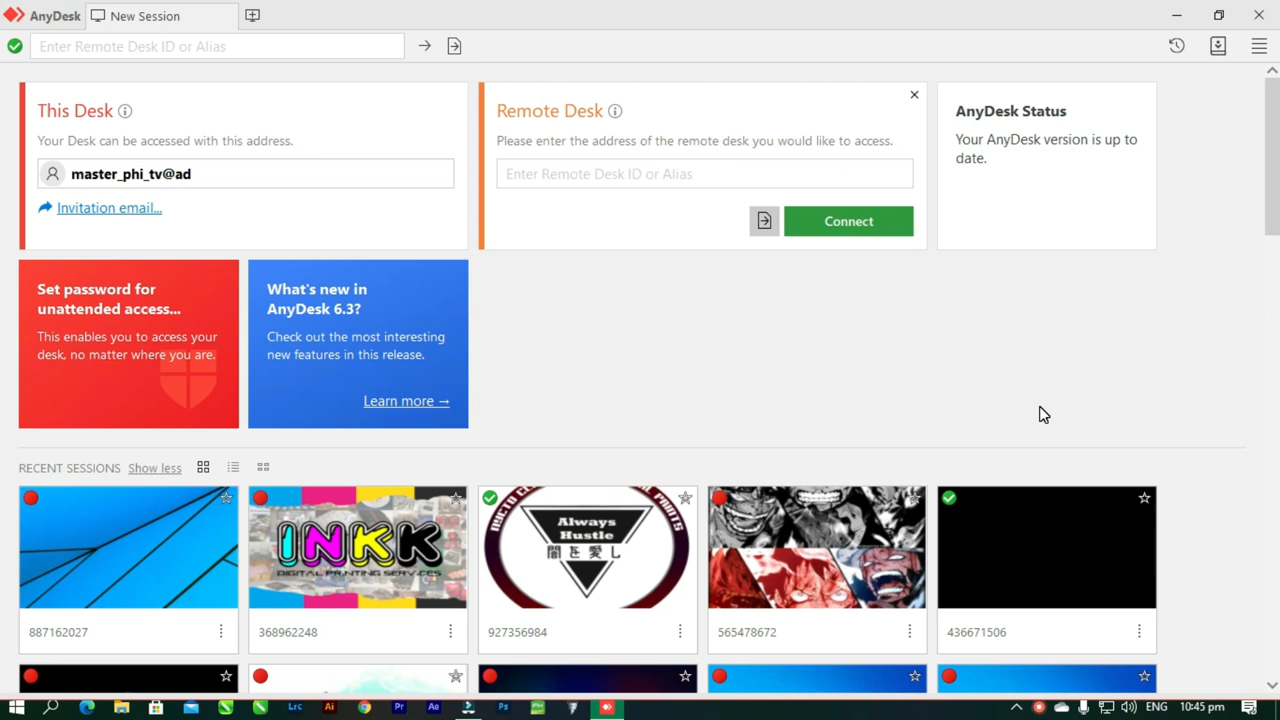 AnyDesk
New Session
Enter Remote Desk ID or Alias
This Desk
Your Desk can be accessed with this address.
master_phi_tv@ad
Invitation email...
Remote Desk
Please enter the address of the remote desk you would like to access.
Enter Remote Desk ID or Alias
Connect
AnyDesk Status
Your AnyDesk version is up to
date.
Set password for
unattended access...
This enables you to access your
desk, no matter where you are.
What's new in
AnyDesk 6.3?
Check out the most interesting
new features in this release.
Learn more →
RECENT SESSIONS Show less
INKK
DIGITAL PRINTING SERVICES
Always
Hustle
闇を愛し
887162027
368962248
927356984
565478672
436671506
Lrc
Ai
Pr
Ae
Ps
10:45 pm